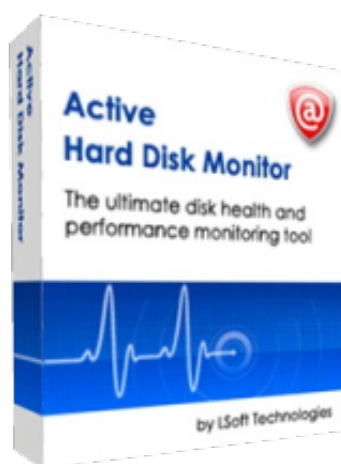 Active
Hard Disk Monitor
Active
@
Hard Disk Monitor
The ultimate disk health and
performance monitoring tool
by LSoft Technologies